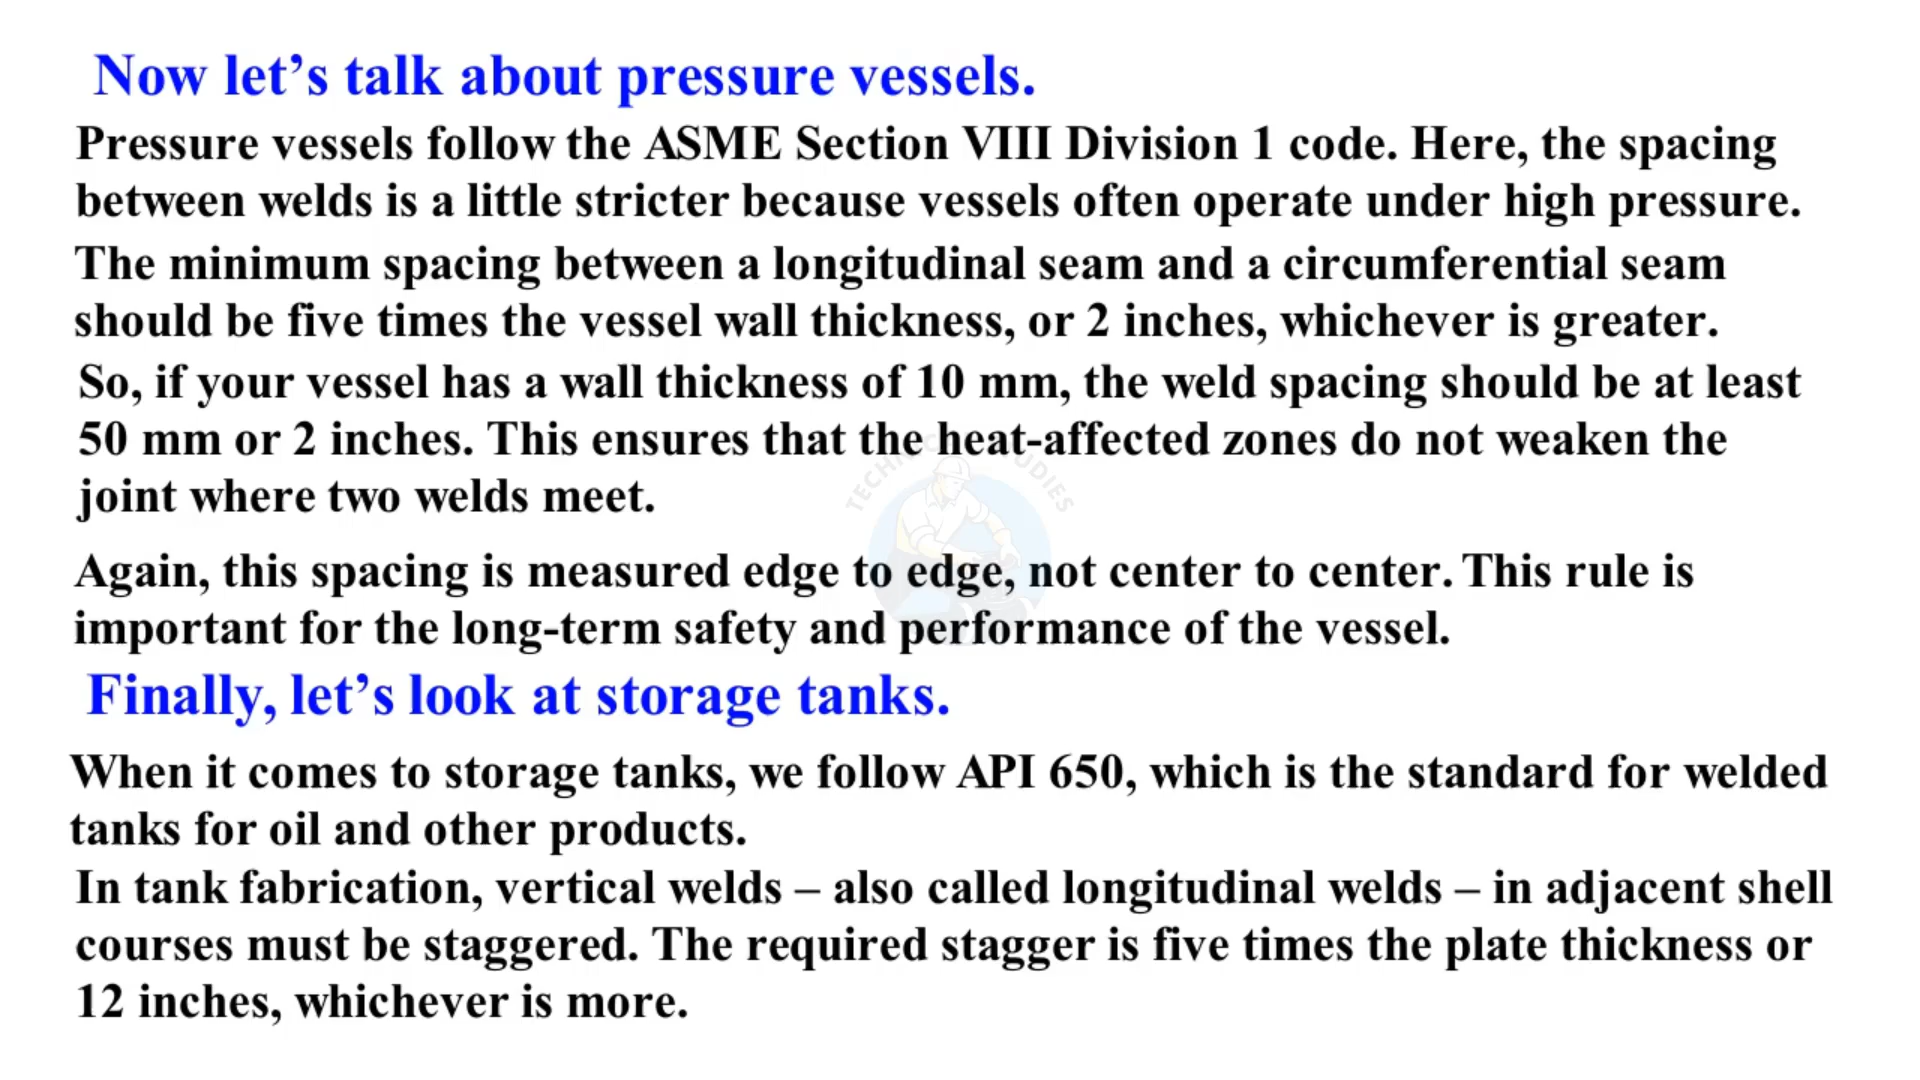 Now let’s talk about pressure vessels.
Pressure vessels follow the ASME Section VIII Division 1 code. Here, the spacing
between welds is a little stricter because vessels often operate under high pressure.
The minimum spacing between a longitudinal seam and a circumferential seam
should be five times the vessel wall thickness, or 2 inches, whichever is greater.
So, if your vessel has a wall thickness of 10 mm, the weld spacing should be at least
50 mm or 2 inches. This ensures that the heat-affected zones do not weaken the
joint where two welds meet.
Again, this spacing is measured edge to edge, not center to center. This rule is
important for the long-term safety and performance of the vessel.
Finally, let’s look at storage tanks.
When it comes to storage tanks, we follow API 650, which is the standard for welded
tanks for oil and other products.
In tank fabrication, vertical welds – also called longitudinal welds – in adjacent shell
courses must be staggered. The required stagger is five times the plate thickness or
12 inches, whichever is more.